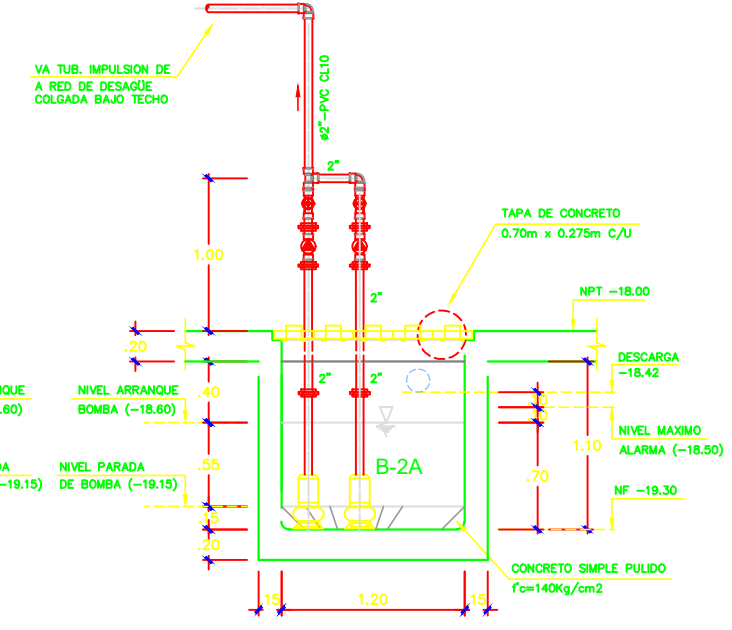 VA TUB. IMPULSION DE
A RED DE DESAGÜE
COLGADA BAJO TECHO
ø2"-PVC CL10
2"
TAPA DE CONCRETO
0.70m x 0.275m C/U
1.00
NPT -18.00
2"
.20
DESCARGA
-18.42
.40
2"
2"
NIVEL ARRANQUE
BOMBA (-18.60)
NIVEL MAXIMO
ALARMA (-18.50)
1.10
B-2A
.55
.70
NIVEL PARADA
DE BOMBA (-19.15)
-19.15)
NF -19.30
.15
.20
CONCRETO SIMPLE PULIDO
f'c=140Kg/cm2
.15
1.20
.15